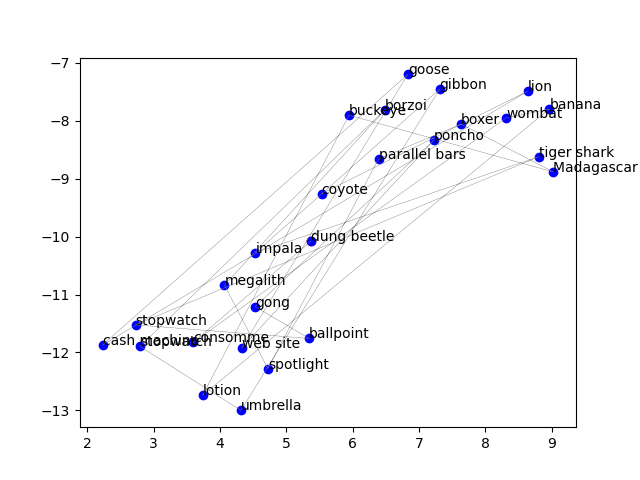 −7
goose
gibbon
lion
banana
borzoi
buckeye
wombat
boxer
−8
poncho
parallel bars
tiger shark
Madagascar
−9
coyote
dung beetle
−10
impala
megalith
−11
gong
stopwatch
ballpoint
cash machine
stopwatch
consomme
web site
−12
spotlight
lotion
umbrella
−13
2 3 4 5 6 7 8 9